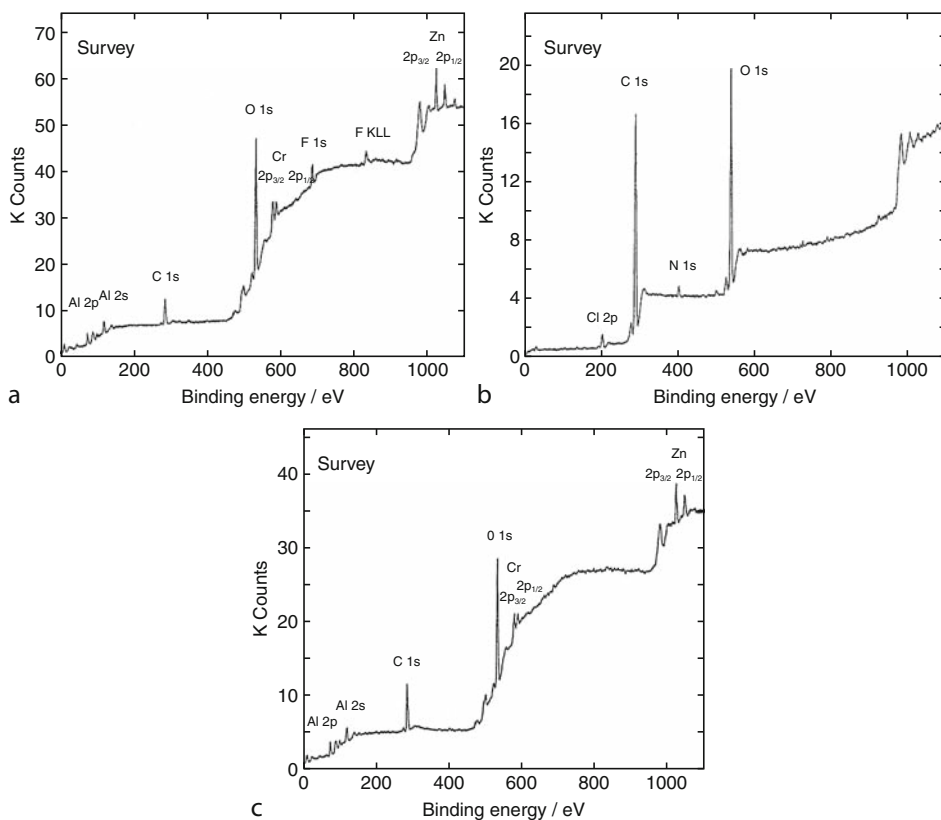 Survey
Zn
2p3/2 2p1/2
O 1s
F 1s
F KLL
Cr
2p3/2 2p1/2
C 1s
Al 2p
Al 2s
K Counts
70
60
50
40
30
20
10
0
0 200 400 600 800 1000
Binding energy / eV
a
Survey
C 1s
O 1s
N 1s
Cl 2p
K Counts
20
16
12
8
4
0
0 200 400 600 800 1000
Binding energy / eV
b
Survey
Zn
2p3/2 2p1/2
0 1s
Cr
2p1/2
2p3/2
C 1s
Al 2s
Al 2p
K Counts
40
30
20
10
0
0 200 400 600 800 1000
Binding energy / eV
c